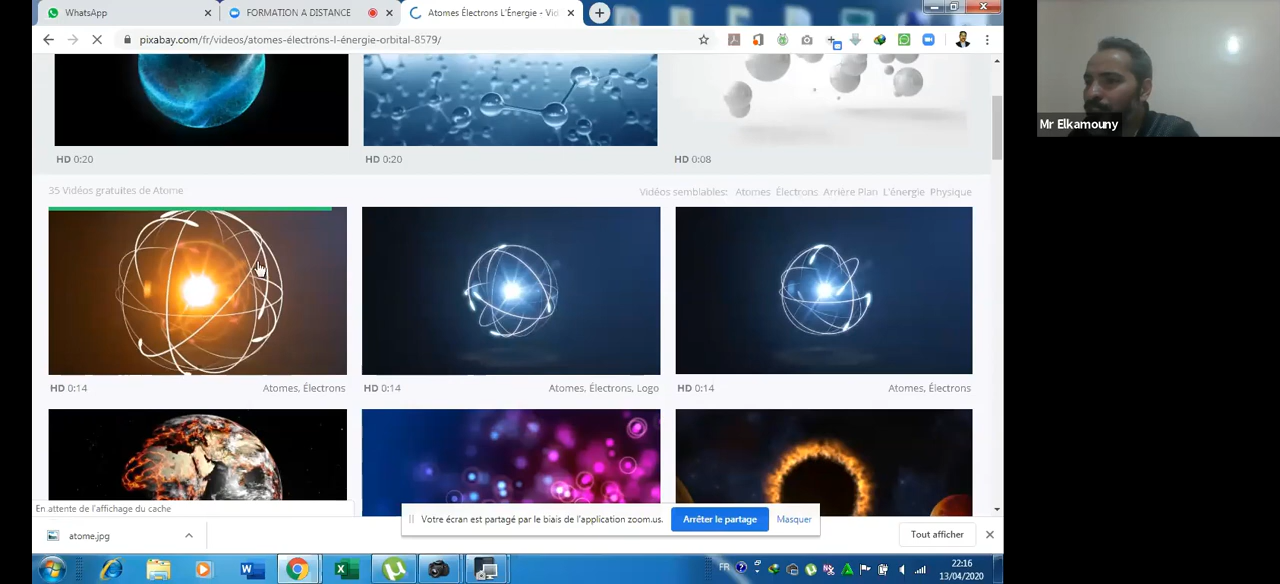 WhatsApp
FORMATION A DISTANCE
Atomes Électrons L'Énergie - Vid
pixabay.com/fr/videos/atomes-électrons-l-énergie-orbital-8579/
Mr Elkamouny
HD 0:20
HD 0:20
HD 0:08
35 Vidéos gratuites de Atome
Vidéos semblables: Atomes Électrons Arrière Plan L'énergie Physique
HD 0:14
Atomes, Électrons
HD 0:14
Atomes, Électrons, Logo
HD 0:14
Atomes, Électrons
En attente de l'affichage du cache
Votre écran est partagé par le biais de l'application zoom.us.
Arrêter le partage
Masquer
atome.jpg
Tout afficher
FR
22:16
13/04/2020